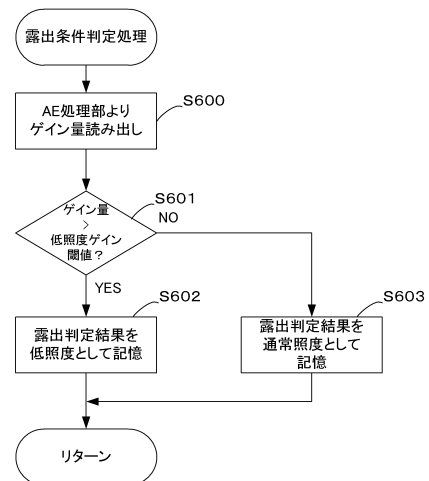 露出条件判定処理
S600
AE処理部より
ゲイン量読み出し
S601
ゲイン量
>
低照度ゲイン
閾値?
NO
YES
S602
露出判定結果を
低照度として記憶
S603
露出判定結果を
通常照度として
記憶
リターン